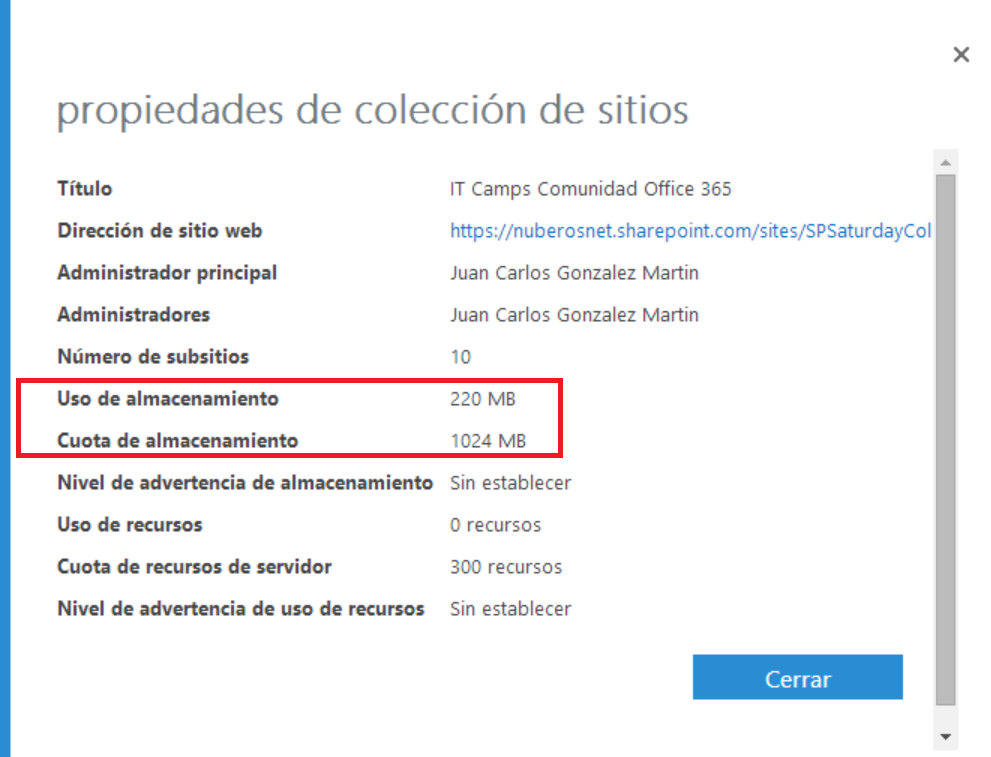 propiedades de colección de sitios
Título IT Camps Comunidad Office 365
Dirección de sitio web https://nuberosnet.sharepoint.com/sites/SPSaturdayCol
Administrador principal Juan Carlos Gonzalez Martin
Administradores Juan Carlos Gonzalez Martin
Número de subsitios 10
Uso de almacenamiento 220 MB
Cuota de almacenamiento 1024 MB
Nivel de advertencia de almacenamiento Sin establecer
Uso de recursos 0 recursos
Cuota de recursos de servidor 300 recursos
Nivel de advertencia de uso de recursos Sin establecer
Cerrar